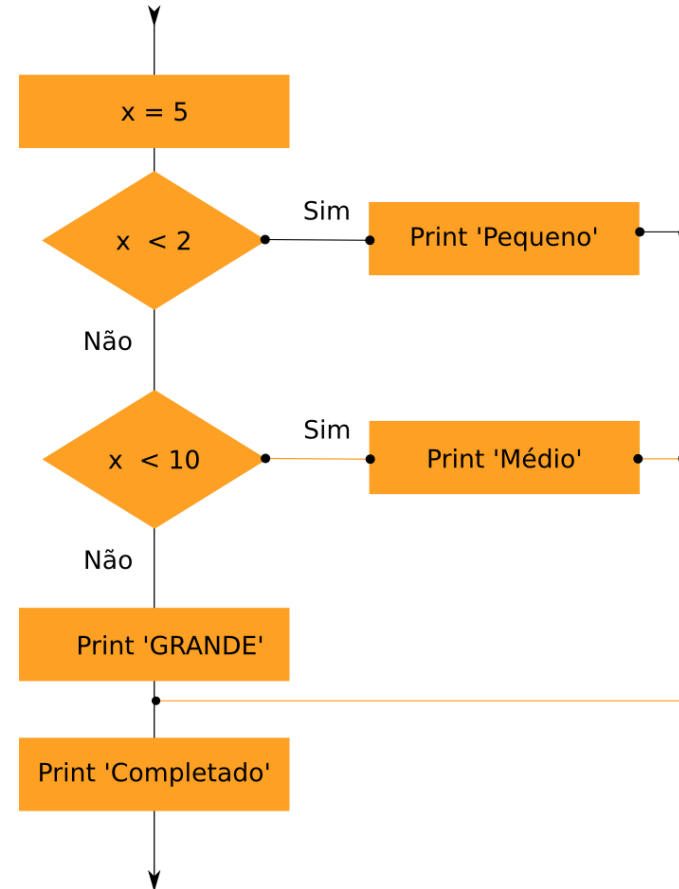 x = 5
x < 2
Sim
Print 'Pequeno'
Não
x < 10
Sim
Print 'Médio'
Não
Print 'GRANDE'
Print 'Completado'